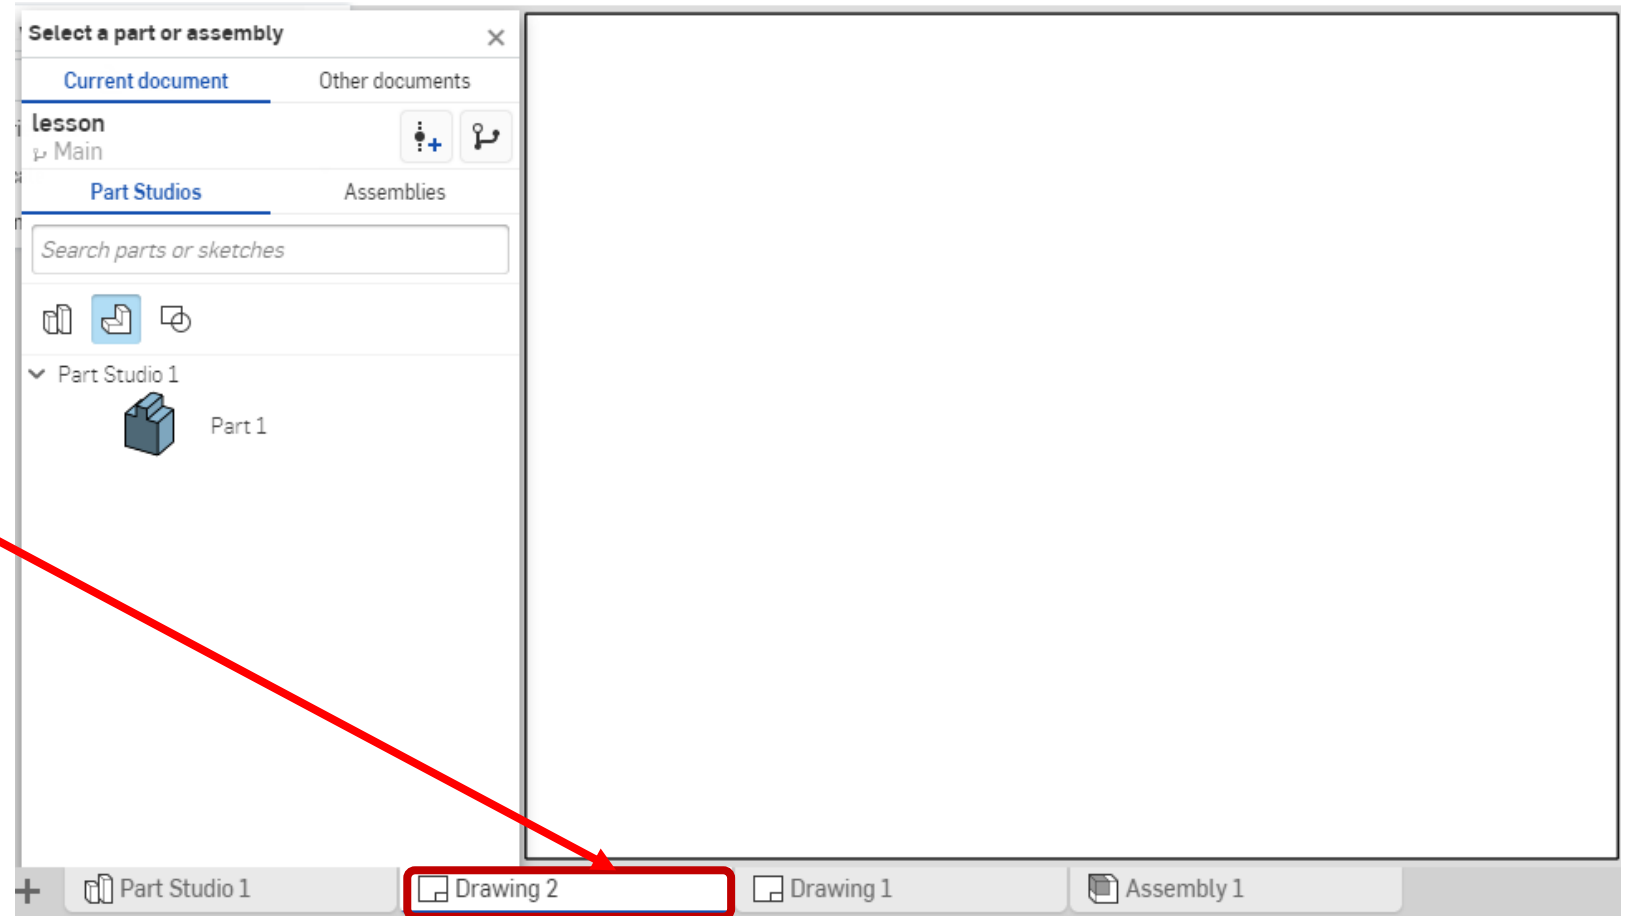 Select a part or assembly
Current document Other documents
lesson
Main
Part Studios Assemblies
Search parts or sketches
Part Studio 1
Part 1
Part Studio 1 Drawing 2 Drawing 1 Assembly 1